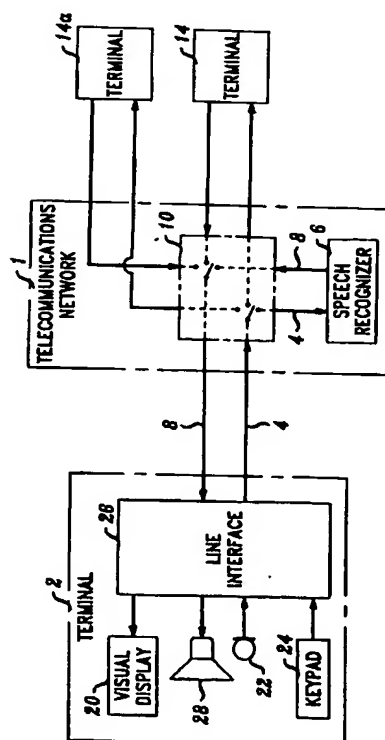 14a
TERMINAL
14
TERMINAL
1
TELECOMMUNICATIONS
NETWORK
10
8
4
6
SPEECH
RECOGNIZER
8
4
2
TERMINAL
26
LINE
INTERFACE
20
VISUAL
DISPLAY
28
22
24
KEYPAD